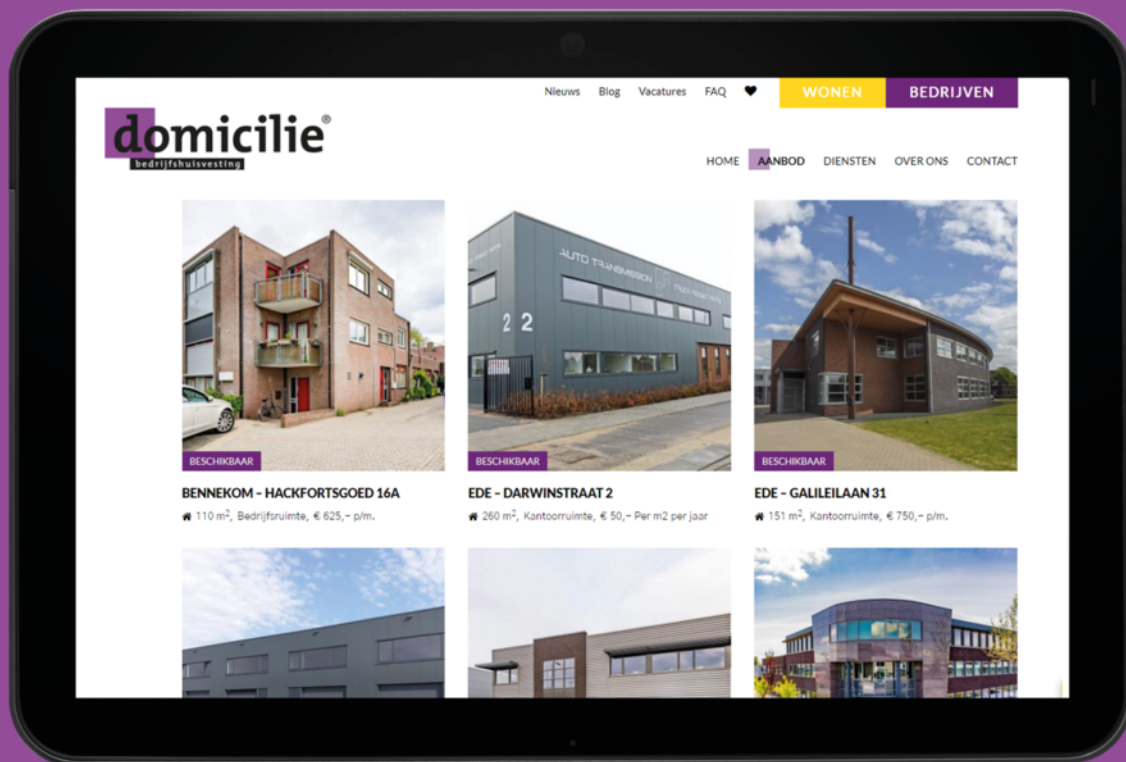 Nieuws Blog Vacatures FAQ WONEN BEDRIJVEN
domicilie®
bedrijfshuisvesting
HOME AANBOD DIENSTEN OVER ONS CONTACT
AUTO TRANSMISSION
2 2
BESCHIKBAAR BESCHIKBAAR BESCHIKBAAR
BENNEKOM – HACKFORTSGOED 16A EDE – DARWINSTRAAT 2 EDE – GALILEILAAN 31
110 m², Bedrijfsruimte, € 625,– p/m. 260 m², Kantoorruimte, € 50,– Per m2 per jaar 151 m², Kantoorruimte, € 750,– p/m.